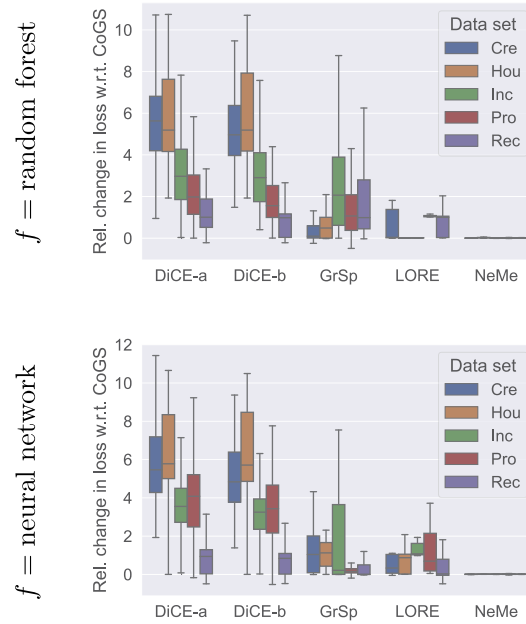 f = random forest
Rel. change in loss w.r.t. CoGS
10
8
6
4
2
0
Data set
Cre
Hou
Inc
Pro
Rec
DiCE-a DiCE-b GrSp LORE NeMe
f = neural network
Rel. change in loss w.r.t. CoGS
12
10
8
6
4
2
0
Data set
Cre
Hou
Inc
Pro
Rec
DiCE-a DiCE-b GrSp LORE NeMe